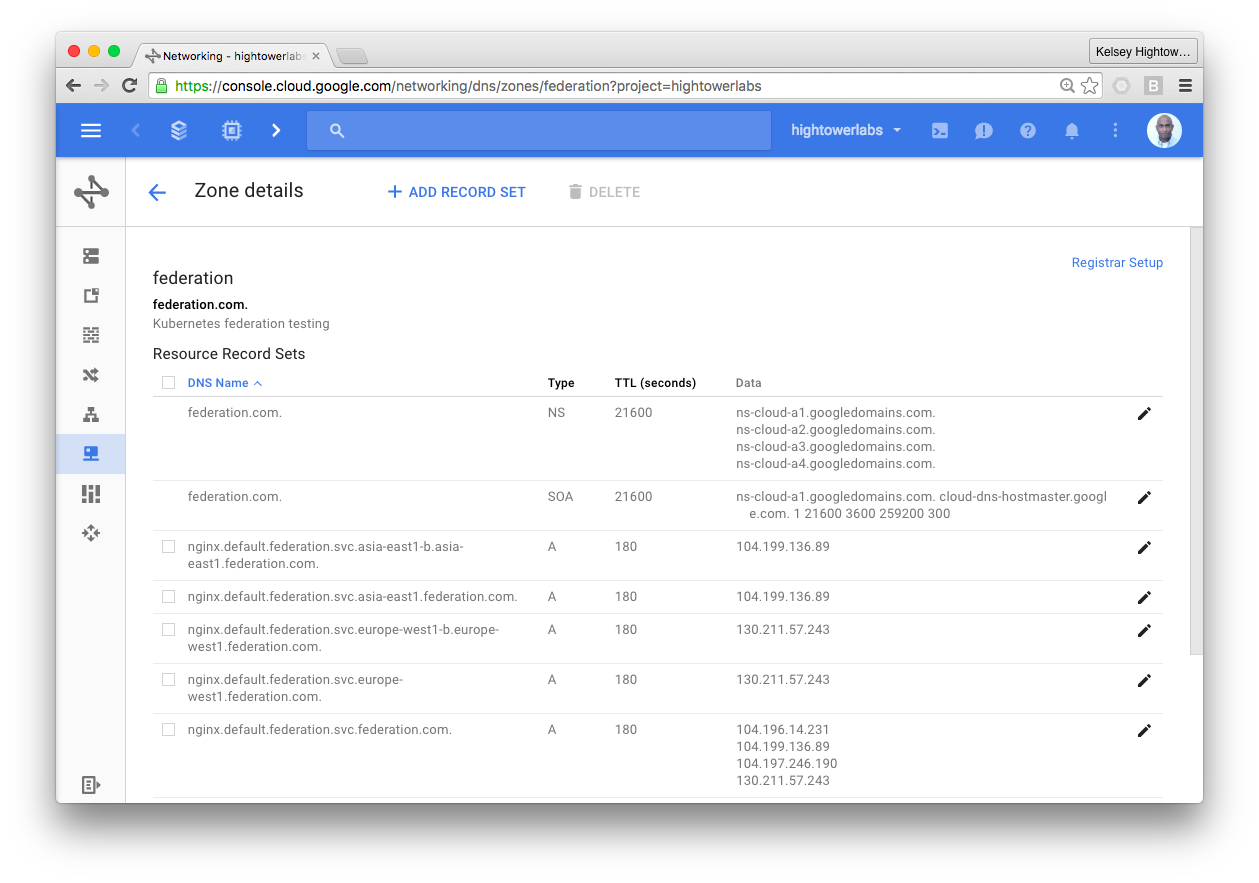 Networking - hightowerlabs
Kelsey Hightow…
https://console.cloud.google.com/networking/dns/zones/federation?project=hightowerlabs
B
hightowerlabs
Zone details
ADD RECORD SET
DELETE
Registrar Setup
federation
federation.com.
Kubernetes federation testing
Resource Record Sets
DNS Name Type TTL (seconds) Data
federation.com. NS 21600 ns-cloud-a1.googledomains.com.
ns-cloud-a2.googledomains.com.
ns-cloud-a3.googledomains.com.
ns-cloud-a4.googledomains.com.
federation.com. SOA 21600 ns-cloud-a1.googledomains.com. cloud-dns-hostmaster.googl
e.com. 1 21600 3600 259200 300
nginx.default.federation.svc.asia-east1-b.asia- A 180 104.199.136.89
east1.federation.com.
nginx.default.federation.svc.asia-east1.federation.com. A 180 104.199.136.89
nginx.default.federation.svc.europe-west1-b.europe- A 180 130.211.57.243
west1.federation.com.
nginx.default.federation.svc.europe- A 180 130.211.57.243
west1.federation.com.
nginx.default.federation.svc.federation.com. A 180 104.196.14.231
104.199.136.89
104.197.246.190
130.211.57.243